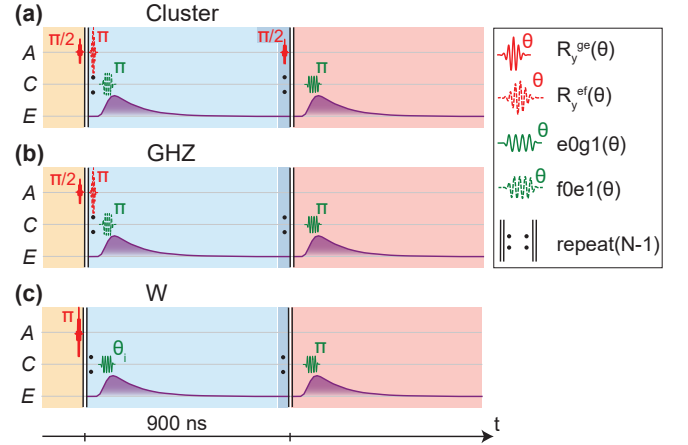 (a) Cluster
π/2 π π/2
A
π π
C
E
(b) GHZ
π/2 π
A
π π
C
E
(c) W
π
A
θi π
C
E
900 ns t
θ R_y^ge(θ)
θ R_y^ef(θ)
θ e0g1(θ)
θ f0e1(θ)
repeat(N-1)